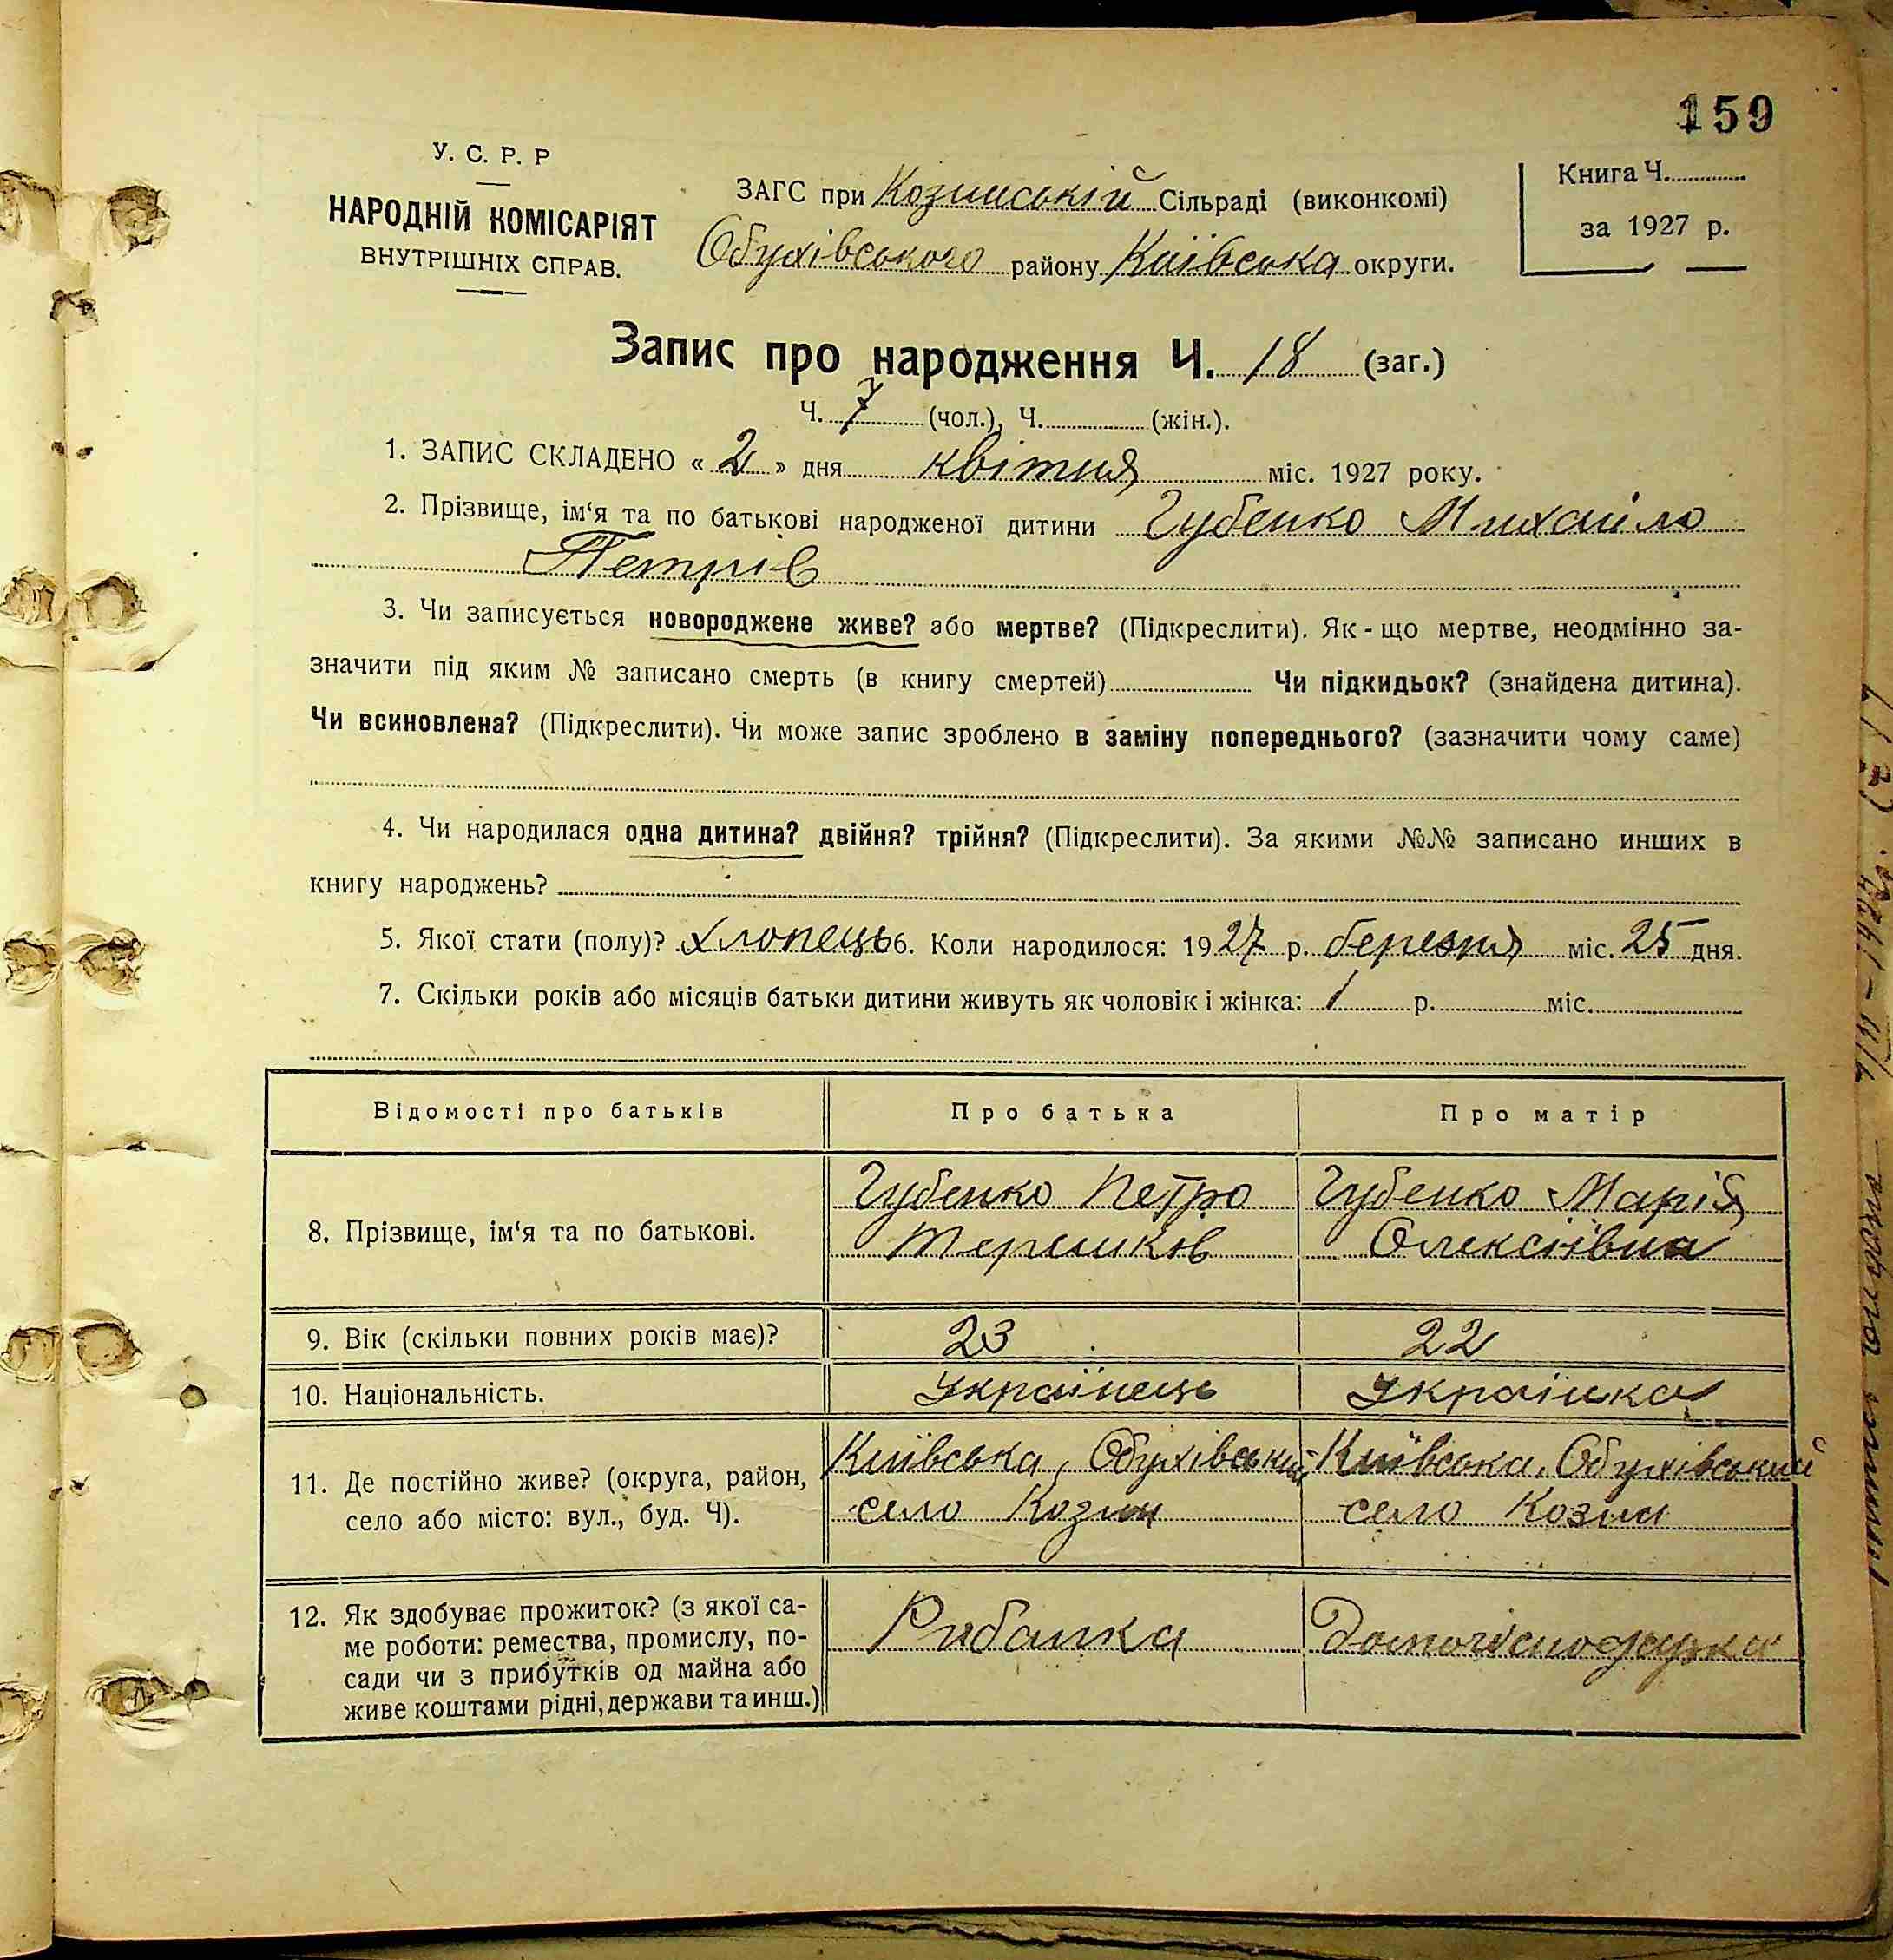 159
У. С. Р. Р
НАРОДНІЙ КОМІСАРІЯТ
ВНУТРІШНІХ СПРАВ.
ЗАГС при Козинській Сільраді (виконкомі)
Обухівського району Київська округи.
Книга Ч.
за 1927 р.
Запис про народження Ч. 18 (заг.)
Ч. 7 (чол.), Ч. (жін.).
1. ЗАПИС СКЛАДЕНО « 2 » дня квітня міс. 1927 року.
2. Прізвище, ім‘я та по батькові народженої дитини Губенко Михайло
Петрів
3. Чи записується новороджене живе? або мертве? (Підкреслити). Як-що мертве, неодмінно за-
значити під яким № записано смерть (в книгу смертей) Чи підкидьок? (знайдена дитина).
Чи всиновлена? (Підкреслити). Чи може запис зроблено в заміну попереднього? (зазначити чому саме)
4. Чи народилася одна дитина? двійня? трійня? (Підкреслити). За якими №№ записано инших в
книгу народжень?
5. Якої стати (полу)? хлопець 6. Коли народилося: 1927 р. березня міс. 25 дня.
7. Скільки років або місяців батьки дитини живуть як чоловік і жінка: 1 р. міс.
Відомості про батьків Про батька Про матір
8. Прізвище, ім‘я та по батькові.
Губенко Петро
Терешков
Губенко Марія
Олексіївна
9. Вік (скільки повних років має)? 23 22
10. Національність. Українець Українка
11. Де постійно живе? (округа, район,
село або місто: вул., буд. Ч).
Київська, Обухівський
село Козин
Київська, Обухівський
село Козин
12. Як здобуває прожиток? (з якої са-
ме роботи: ремества, промислу, по-
сади чи з прибутків од майна або
живе коштами рідні, держави та инш.)
Рибалка